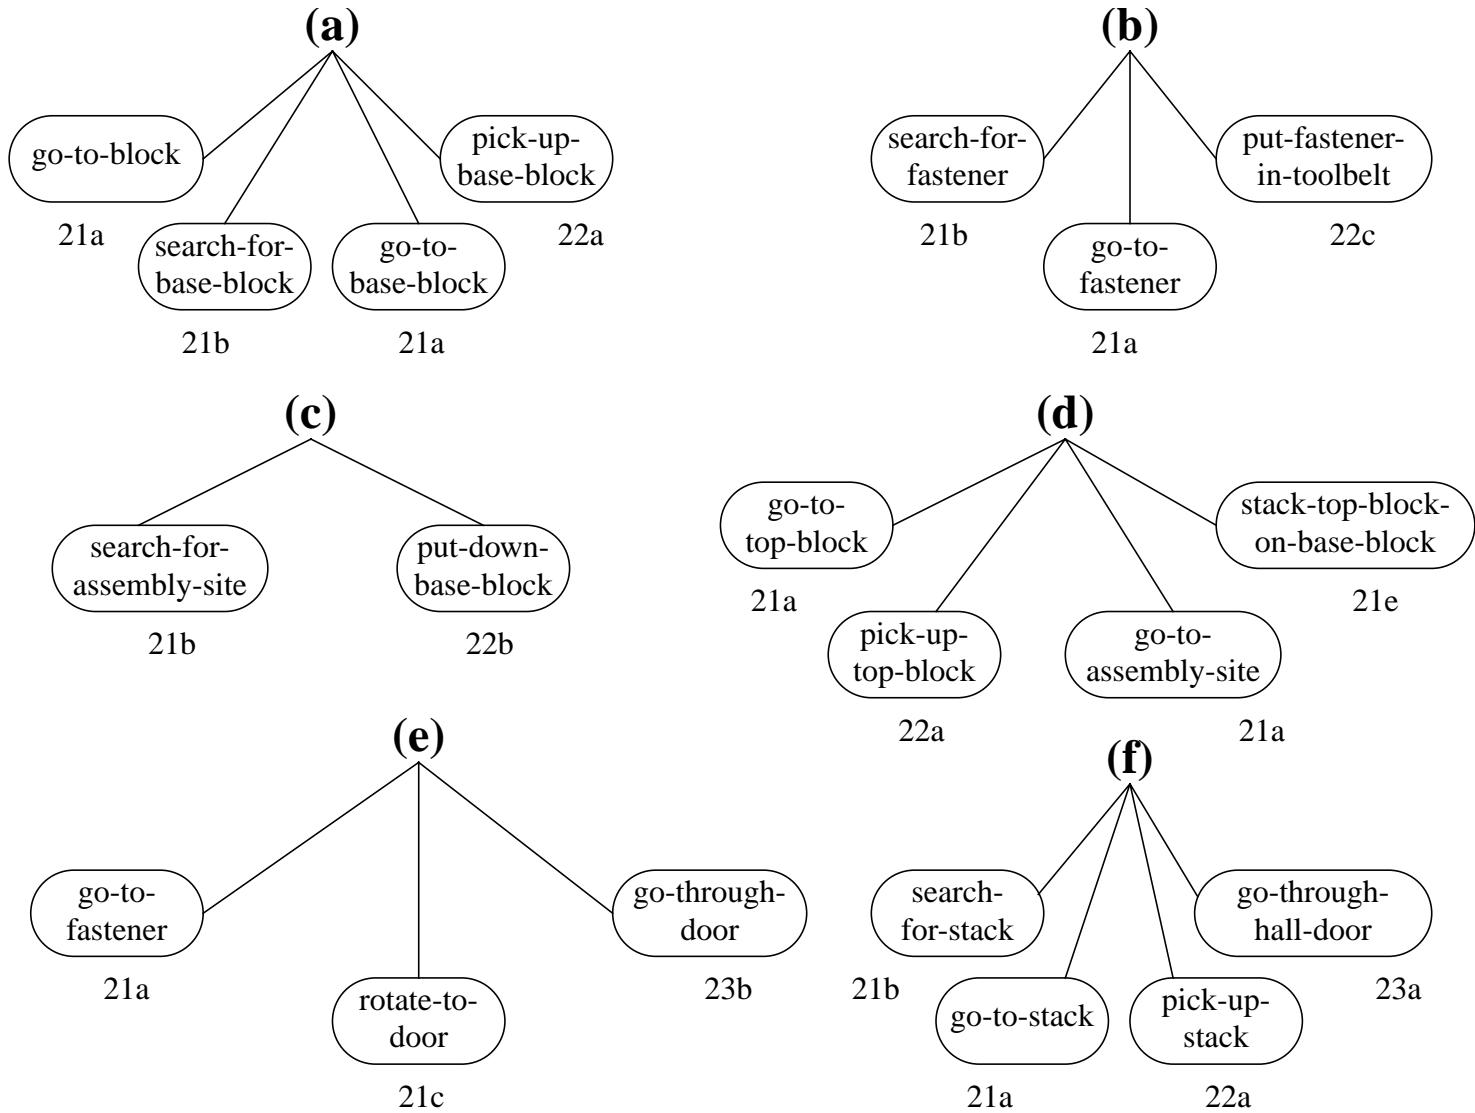 (a)
go-to-block
21a
search-for-
base-block
21b
go-to-
base-block
21a
pick-up-
base-block
22a
(b)
search-for-
fastener
21b
go-to-
fastener
21a
put-fastener-
in-toolbelt
22c
(c)
search-for-
assembly-site
21b
put-down-
base-block
22b
(d)
go-to-
top-block
21a
pick-up-
top-block
22a
go-to-
assembly-site
21a
stack-top-block-
on-base-block
21e
(e)
go-to-
fastener
21a
rotate-to-
door
21c
go-through-
door
23b
(f)
search-
for-stack
21b
go-to-stack
21a
pick-up-
stack
22a
go-through-
hall-door
23a